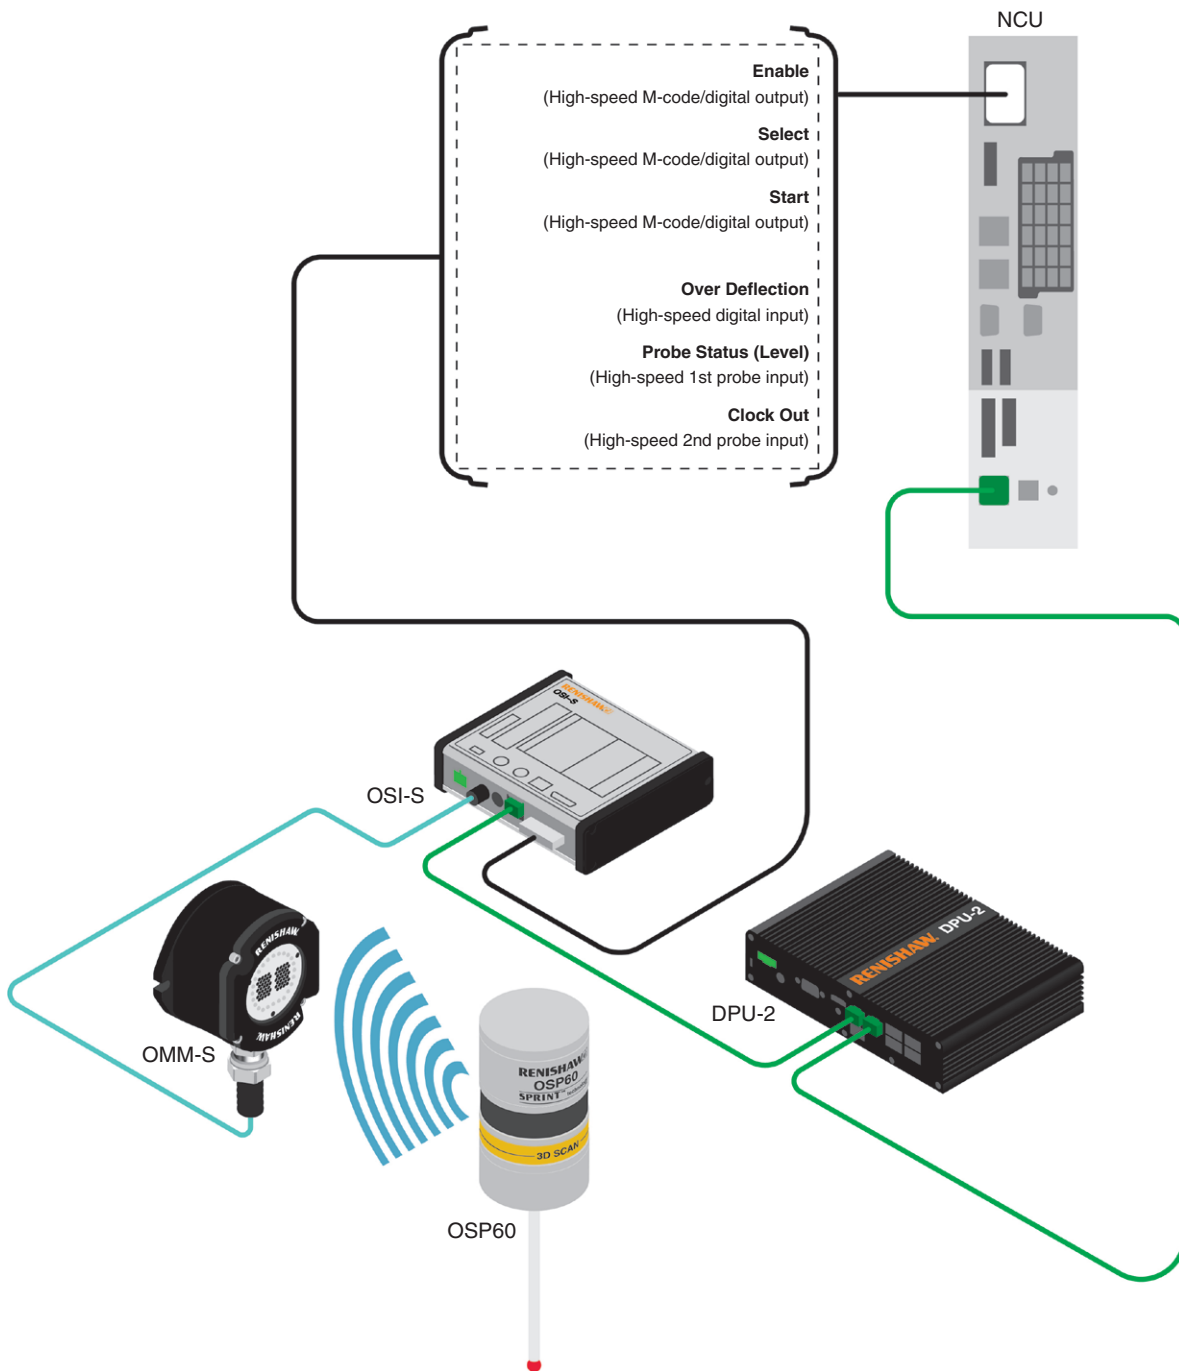 NCU
Enable
(High-speed M-code/digital output)
Select
(High-speed M-code/digital output)
Start
(High-speed M-code/digital output)
Over Deflection
(High-speed digital input)
Probe Status (Level)
(High-speed 1st probe input)
Clock Out
(High-speed 2nd probe input)
RENISHAW
OSI-S
OSI-S
RENISHAW
RENISHAW
OMM-S
RENISHAW. DPU-2
DPU-2
RENISHAW
OSP60
SPRINT™
3D SCAN
OSP60